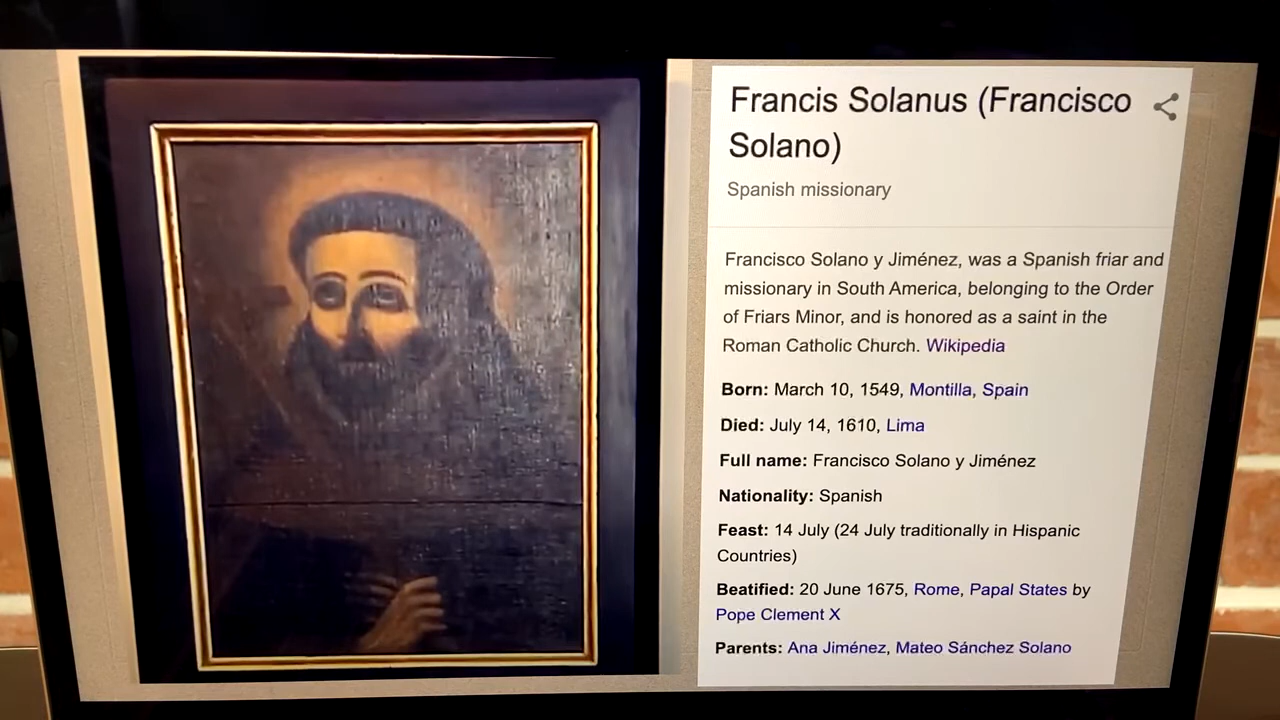 Francis Solanus (Francisco
Solano)
Spanish missionary
Francisco Solano y Jiménez, was a Spanish friar and
missionary in South America, belonging to the Order
of Friars Minor, and is honored as a saint in the
Roman Catholic Church. Wikipedia
Born: March 10, 1549, Montilla, Spain
Died: July 14, 1610, Lima
Full name: Francisco Solano y Jiménez
Nationality: Spanish
Feast: 14 July (24 July traditionally in Hispanic
Countries)
Beatified: 20 June 1675, Rome, Papal States by
Pope Clement X
Parents: Ana Jiménez, Mateo Sánchez Solano